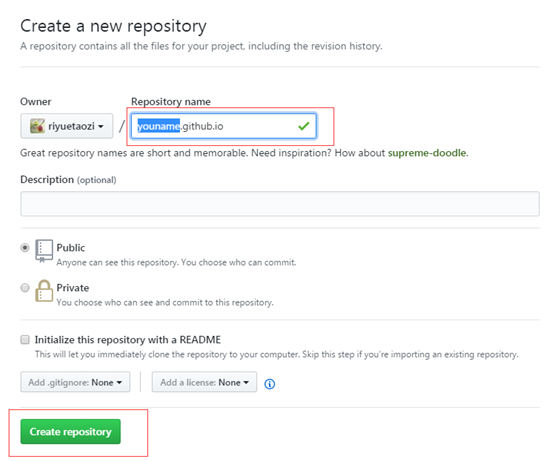 Create a new repository
A repository contains all the files for your project, including the revision history.
Owner
Repository name
riyuetaozi / youname.github.io
Great repository names are short and memorable. Need inspiration? How about supreme-doodle.
Description (optional)
Public
Anyone can see this repository. You choose who can commit.
Private
You choose who can see and commit to this repository.
Initialize this repository with a README
This will let you immediately clone the repository to your computer. Skip this step if you're importing an existing repository.
Add .gitignore: None Add a license: None
Create repository